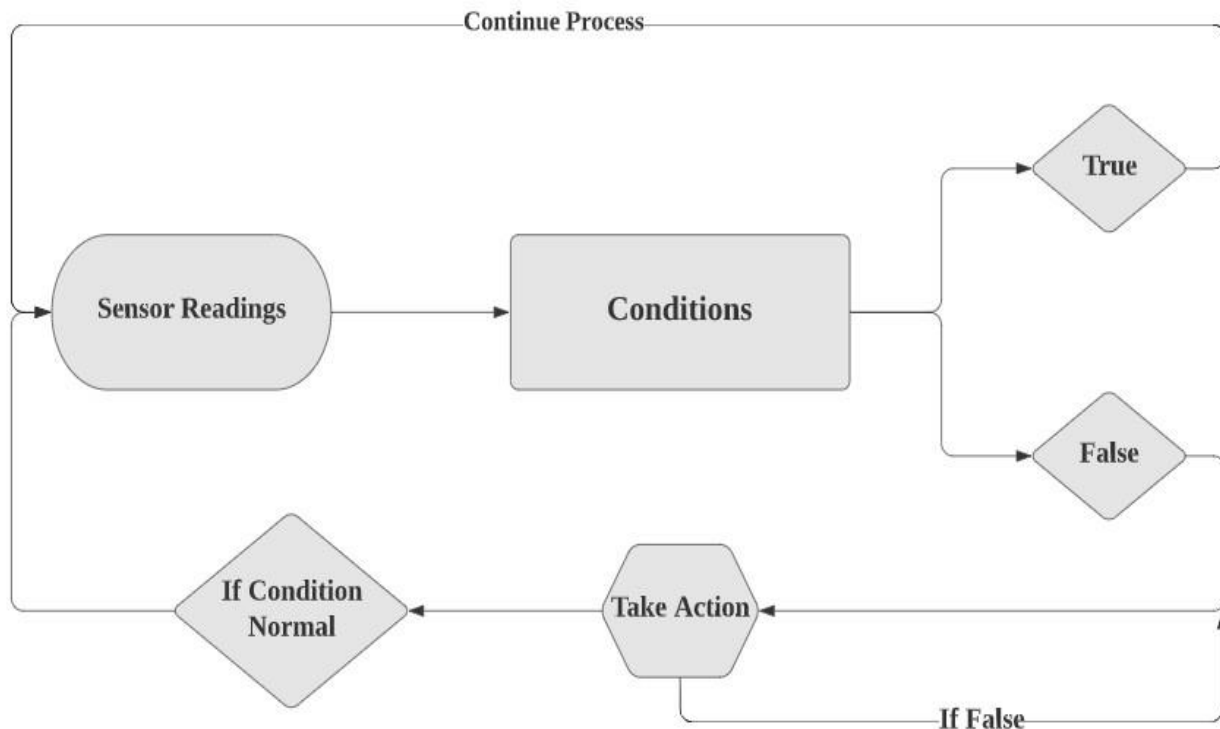 Continue Process
True
Sensor Readings
Conditions
False
If Condition
Normal
Take Action
If False